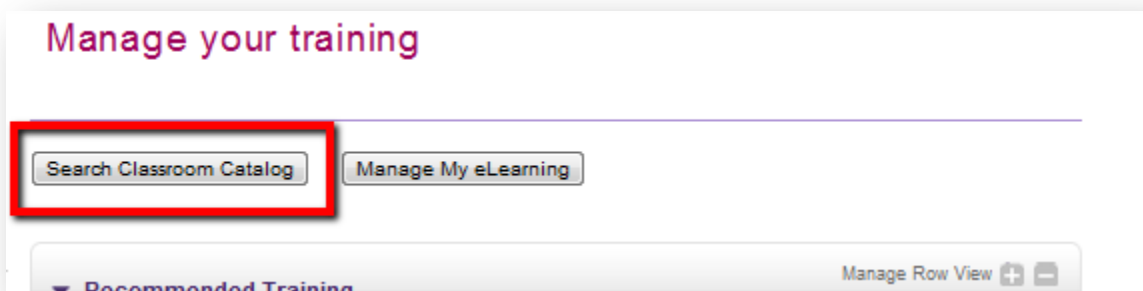 Manage your training
Search Classroom Catalog Manage My eLearning
Manage Row View
Recommended Training